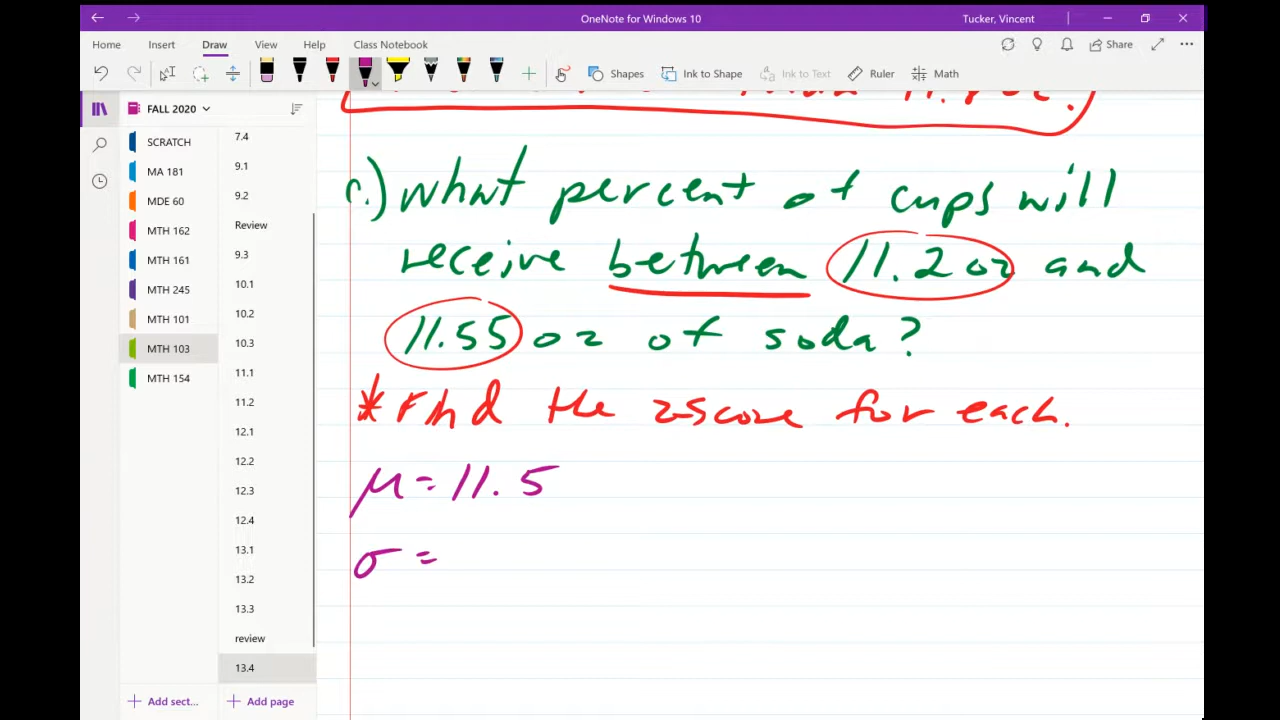 OneNote for Windows 10
Tucker, Vincent
Home Insert Draw View Help Class Notebook
Share
Shapes Ink to Shape Ink to Text Ruler Math
FALL 2020
SCRATCH
MA 181
MDE 60
MTH 162
MTH 161
MTH 245
MTH 101
MTH 103
MTH 154
Add sect...
7.4
9.1
9.2
Review
9.3
10.1
10.2
10.3
11.1
11.2
12.1
12.2
12.3
12.4
13.1
13.2
13.3
review
13.4
Add page
c.) What percent of cups will
receive between 11.2 oz and
11.55 oz of soda?
*Find the z-score for each.
μ = 11.5
σ =